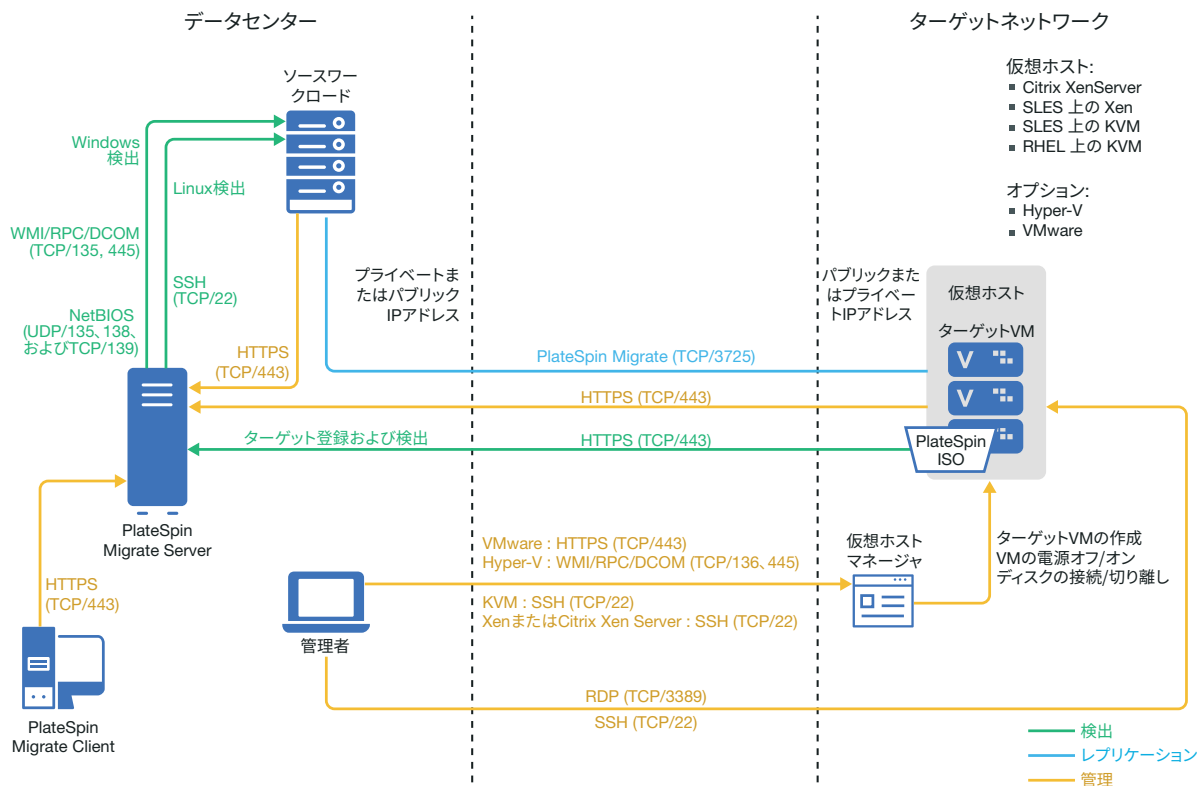 データセンター
ターゲットネットワーク
ソースワー
クロード
仮想ホスト:
■ Citrix XenServer
■ SLES 上の Xen
■ SLES 上の KVM
■ RHEL 上の KVM
オプション:
■ Hyper-V
■ VMware
Windows
検出
Linux検出
WMI/RPC/DCOM
(TCP/135, 445)
SSH
(TCP/22)
NetBIOS
(UDP/135、138、
およびTCP/139)
プライベートま
たはパブリック
IPアドレス
パブリックまた
はプライベー
トIPアドレス
仮想ホスト
ターゲットVM
V
V
HTTPS
(TCP/443)
PlateSpin Migrate (TCP/3725)
HTTPS (TCP/443)
ターゲット登録および検出
HTTPS (TCP/443)
PlateSpin
ISO
PlateSpin
Migrate Server
VMware : HTTPS (TCP/443)
Hyper-V : WMI/RPC/DCOM (TCP/136、445)
KVM : SSH (TCP/22)
XenまたはCitrix Xen Server : SSH (TCP/22)
仮想ホスト
マネージャ
ターゲットVMの作成
VMの電源オフ/オン
ディスクの接続/切り離し
HTTPS
(TCP/443)
管理者
RDP (TCP/3389)
SSH (TCP/22)
PlateSpin
Migrate Client
検出
レプリケーション
管理